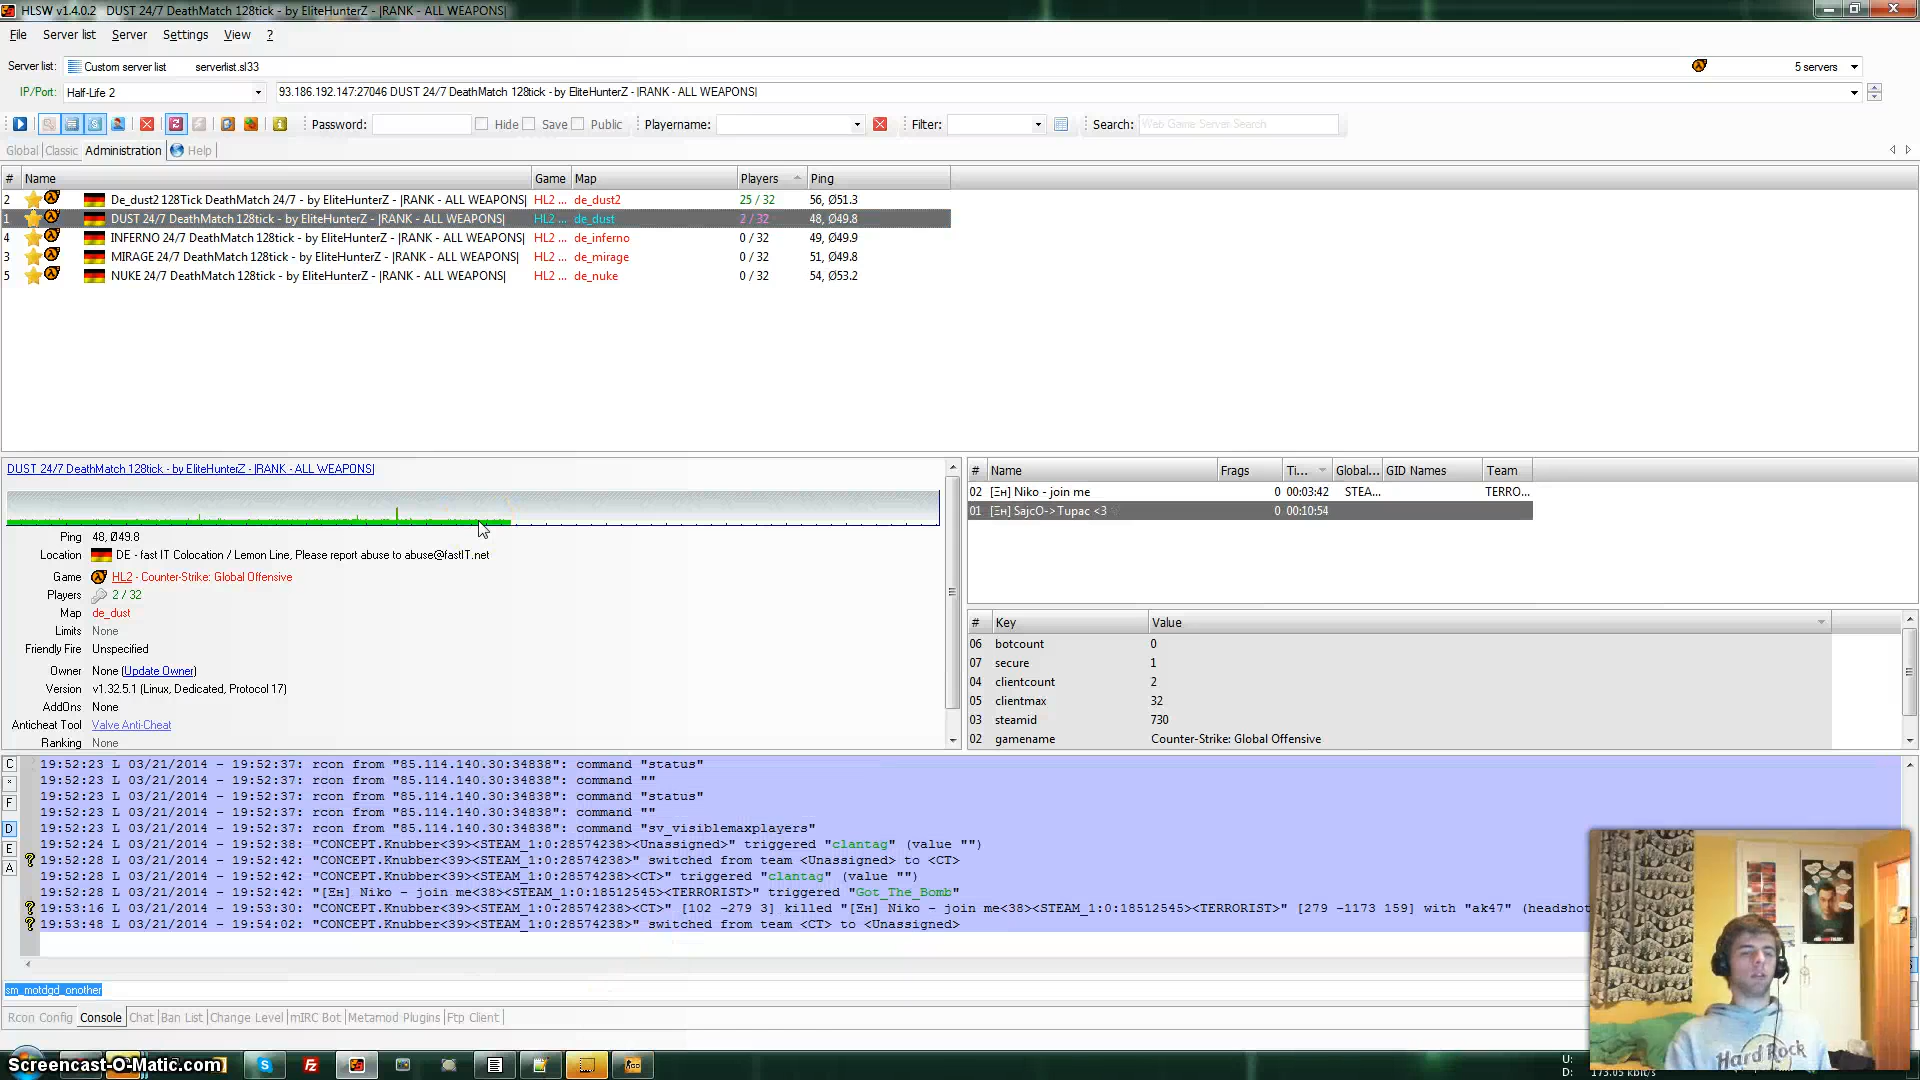 HLSW v1.4.0.2 DUST 24/7 DeathMatch 128tick - by EliteHunterZ - |RANK - ALL WEAPONS|
File Server list Server Settings View ?
Server list: Custom server list serverlist.sl33 5 servers
IP/Port: Half-Life 2 93.186.192.147:27046 DUST 24/7 DeathMatch 128tick - by EliteHunterZ - |RANK - ALL WEAPONS|
Password: Hide Save Public Playername: Filter: Search: Web Game Server Search
Global Classic Administration Help
# Name Game Map Players Ping
2 De_dust2 128Tick DeathMatch 24/7 - by EliteHunterZ - |RANK - ALL WEAPONS| HL2 ... de_dust2 25 / 32 56, Ø51.3
1 DUST 24/7 DeathMatch 128tick - by EliteHunterZ - |RANK - ALL WEAPONS| HL2 ... de_dust 2 / 32 48, Ø49.8
4 INFERNO 24/7 DeathMatch 128tick - by EliteHunterZ - |RANK - ALL WEAPONS| HL2 ... de_inferno 0 / 32 49, Ø49.9
3 MIRAGE 24/7 DeathMatch 128tick - by EliteHunterZ - |RANK - ALL WEAPONS| HL2 ... de_mirage 0 / 32 51, Ø49.8
5 NUKE 24/7 DeathMatch 128tick - by EliteHunterZ - |RANK - ALL WEAPONS| HL2 ... de_nuke 0 / 32 54, Ø53.2
DUST 24/7 DeathMatch 128tick - by EliteHunterZ - |RANK - ALL WEAPONS|
Ping 48, Ø49.8
Location DE - fast IT Colocation / Lemon Line, Please report abuse to abuse@fastIT.net
Game HL2 - Counter-Strike: Global Offensive
Players 2 / 32
Map de_dust
Limits None
Friendly Fire Unspecified
Owner None (Update Owner)
Version v1.32.5.1 (Linux, Dedicated, Protocol 17)
AddOns None
Anticheat Tool Valve Anti-Cheat
Ranking None
# Name Frags Ti... Global... GID Names Team
02 [Ξн] Niko - join me 0 00:03:42 STEA... TERRO...
01 [Ξн] SajcO->Tupac <3 0 00:10:54
# Key Value
06 botcount 0
07 secure 1
04 clientcount 2
05 clientmax 32
03 steamid 730
02 gamename Counter-Strike: Global Offensive
C
*
F
D
E
A
19:52:23 L 03/21/2014 - 19:52:37: rcon from "85.114.140.30:34838": command "status"
19:52:23 L 03/21/2014 - 19:52:37: rcon from "85.114.140.30:34838": command ""
19:52:23 L 03/21/2014 - 19:52:37: rcon from "85.114.140.30:34838": command "status"
19:52:23 L 03/21/2014 - 19:52:37: rcon from "85.114.140.30:34838": command ""
19:52:23 L 03/21/2014 - 19:52:37: rcon from "85.114.140.30:34838": command "sv_visiblemaxplayers"
19:52:24 L 03/21/2014 - 19:52:38: "CONCEPT.Knubber<39><STEAM_1:0:28574238><Unassigned>" triggered "clantag" (value "")
? 19:52:28 L 03/21/2014 - 19:52:42: "CONCEPT.Knubber<39><STEAM_1:0:28574238>" switched from team <Unassigned> to <CT>
19:52:28 L 03/21/2014 - 19:52:42: "CONCEPT.Knubber<39><STEAM_1:0:28574238><CT>" triggered "clantag" (value "")
19:52:28 L 03/21/2014 - 19:52:42: "[Ξн] Niko - join me<38><STEAM_1:0:18512545><TERRORIST>" triggered "Got_The_Bomb"
? 19:53:16 L 03/21/2014 - 19:53:30: "CONCEPT.Knubber<39><STEAM_1:0:28574238><CT>" [102 -279 3] killed "[Ξн] Niko - join me<38><STEAM_1:0:18512545><TERRORIST>" [279 -1173 159] with "ak47" (headshot
? 19:53:48 L 03/21/2014 - 19:54:02: "CONCEPT.Knubber<39><STEAM_1:0:28574238>" switched from team <CT> to <Unassigned>
sm_motdgd_onother
Rcon Config Console Chat Ban List Change Level mIRC Bot Metamod Plugins Ftp Client
Screencast-O-Matic.com
U:
D: 173.05 kbit/s
Hard Rock